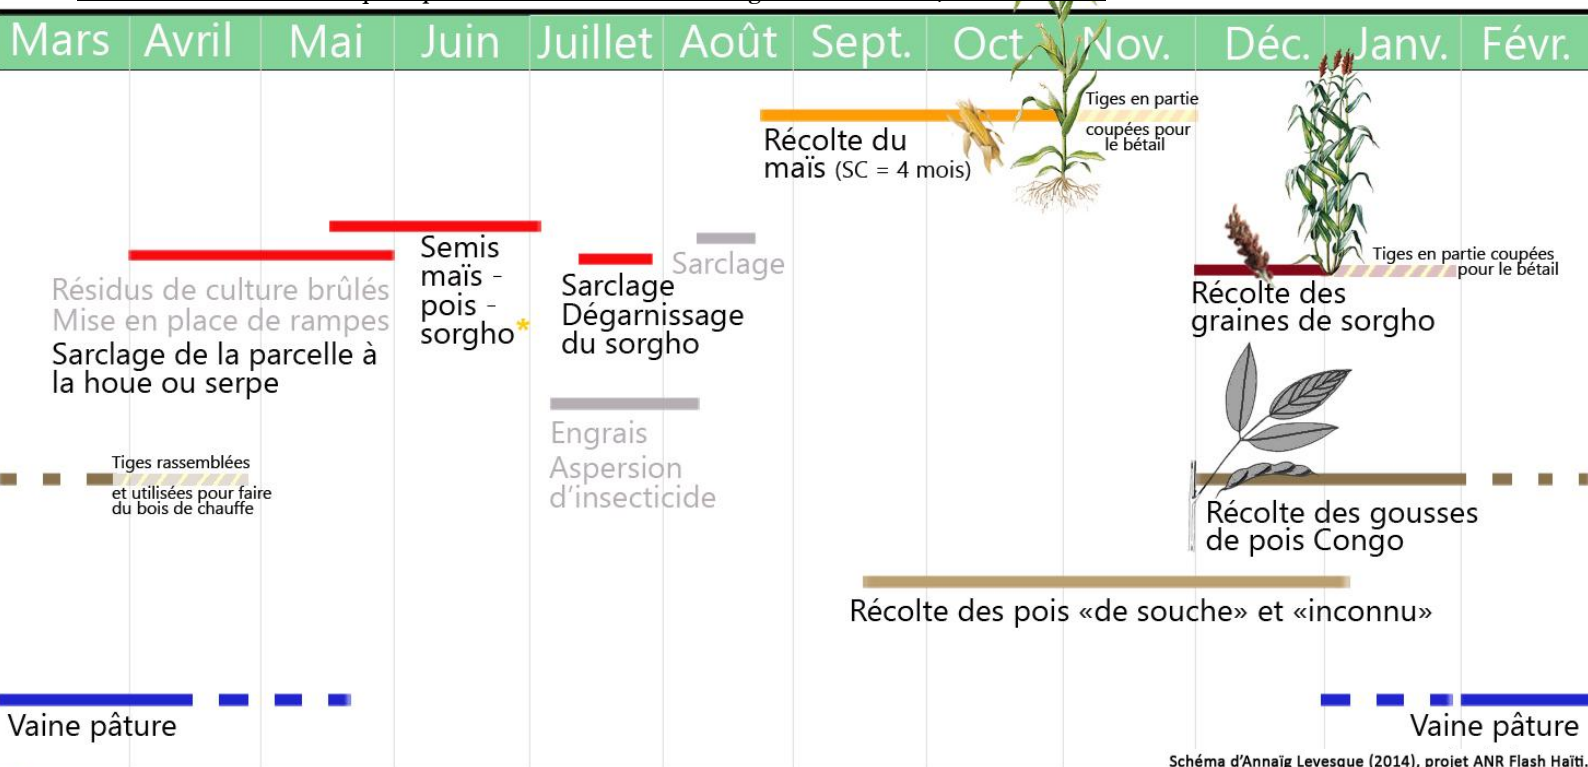 Mars Avril Mai Juin Juillet Août Sept. Oct. Nov. Déc. Janv. Févr.
Tiges en partie
coupées pour
le bétail
Récolte du
maïs (SC = 4 mois)
Semis
maïs -
pois -
sorgho*
Sarclage
Tiges en partie coupées
pour le bétail
Résidus de culture brûlés
Mise en place de rampes
Sarclage de la parcelle à
la houe ou serpe
Sarclage
Dégarnissage
du sorgho
Récolte des
graines de sorgho
Engrais
Aspersion
d'insecticide
Tiges rassemblées
et utilisées pour faire
du bois de chauffe
Récolte des gousses
de pois Congo
Récolte des pois «de souche» et «inconnu»
Vaine pâture
Vaine pâture
Schéma d'Annaïg Levesque (2014), projet ANR Flash Haïti.